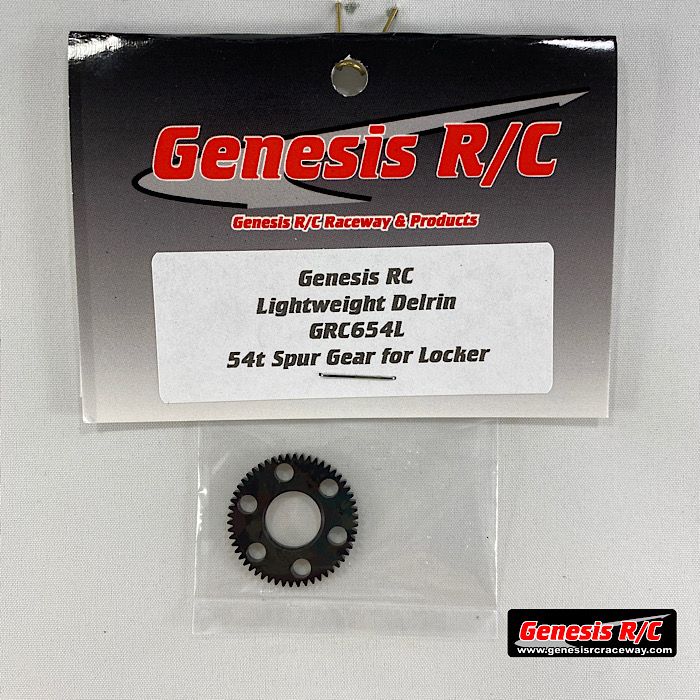 Genesis R/C
Genesis R/C Raceway & Products
Genesis RC
Lightweight Delrin
GRC654L
54t Spur Gear for Locker
Genesis R/C
www.genesisrcraceway.com